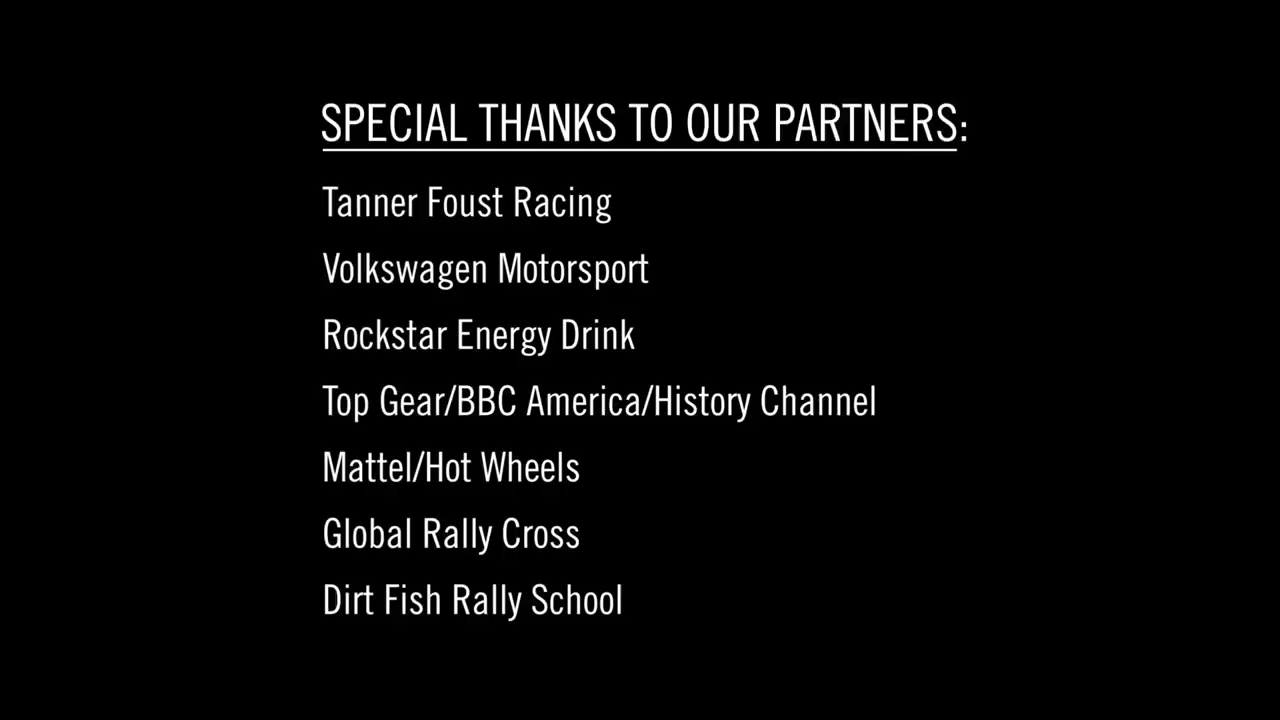 SPECIAL THANKS TO OUR PARTNERS:
Tanner Foust Racing
Volkswagen Motorsport
Rockstar Energy Drink
Top Gear/BBC America/History Channel
Mattel/Hot Wheels
Global Rally Cross
Dirt Fish Rally School